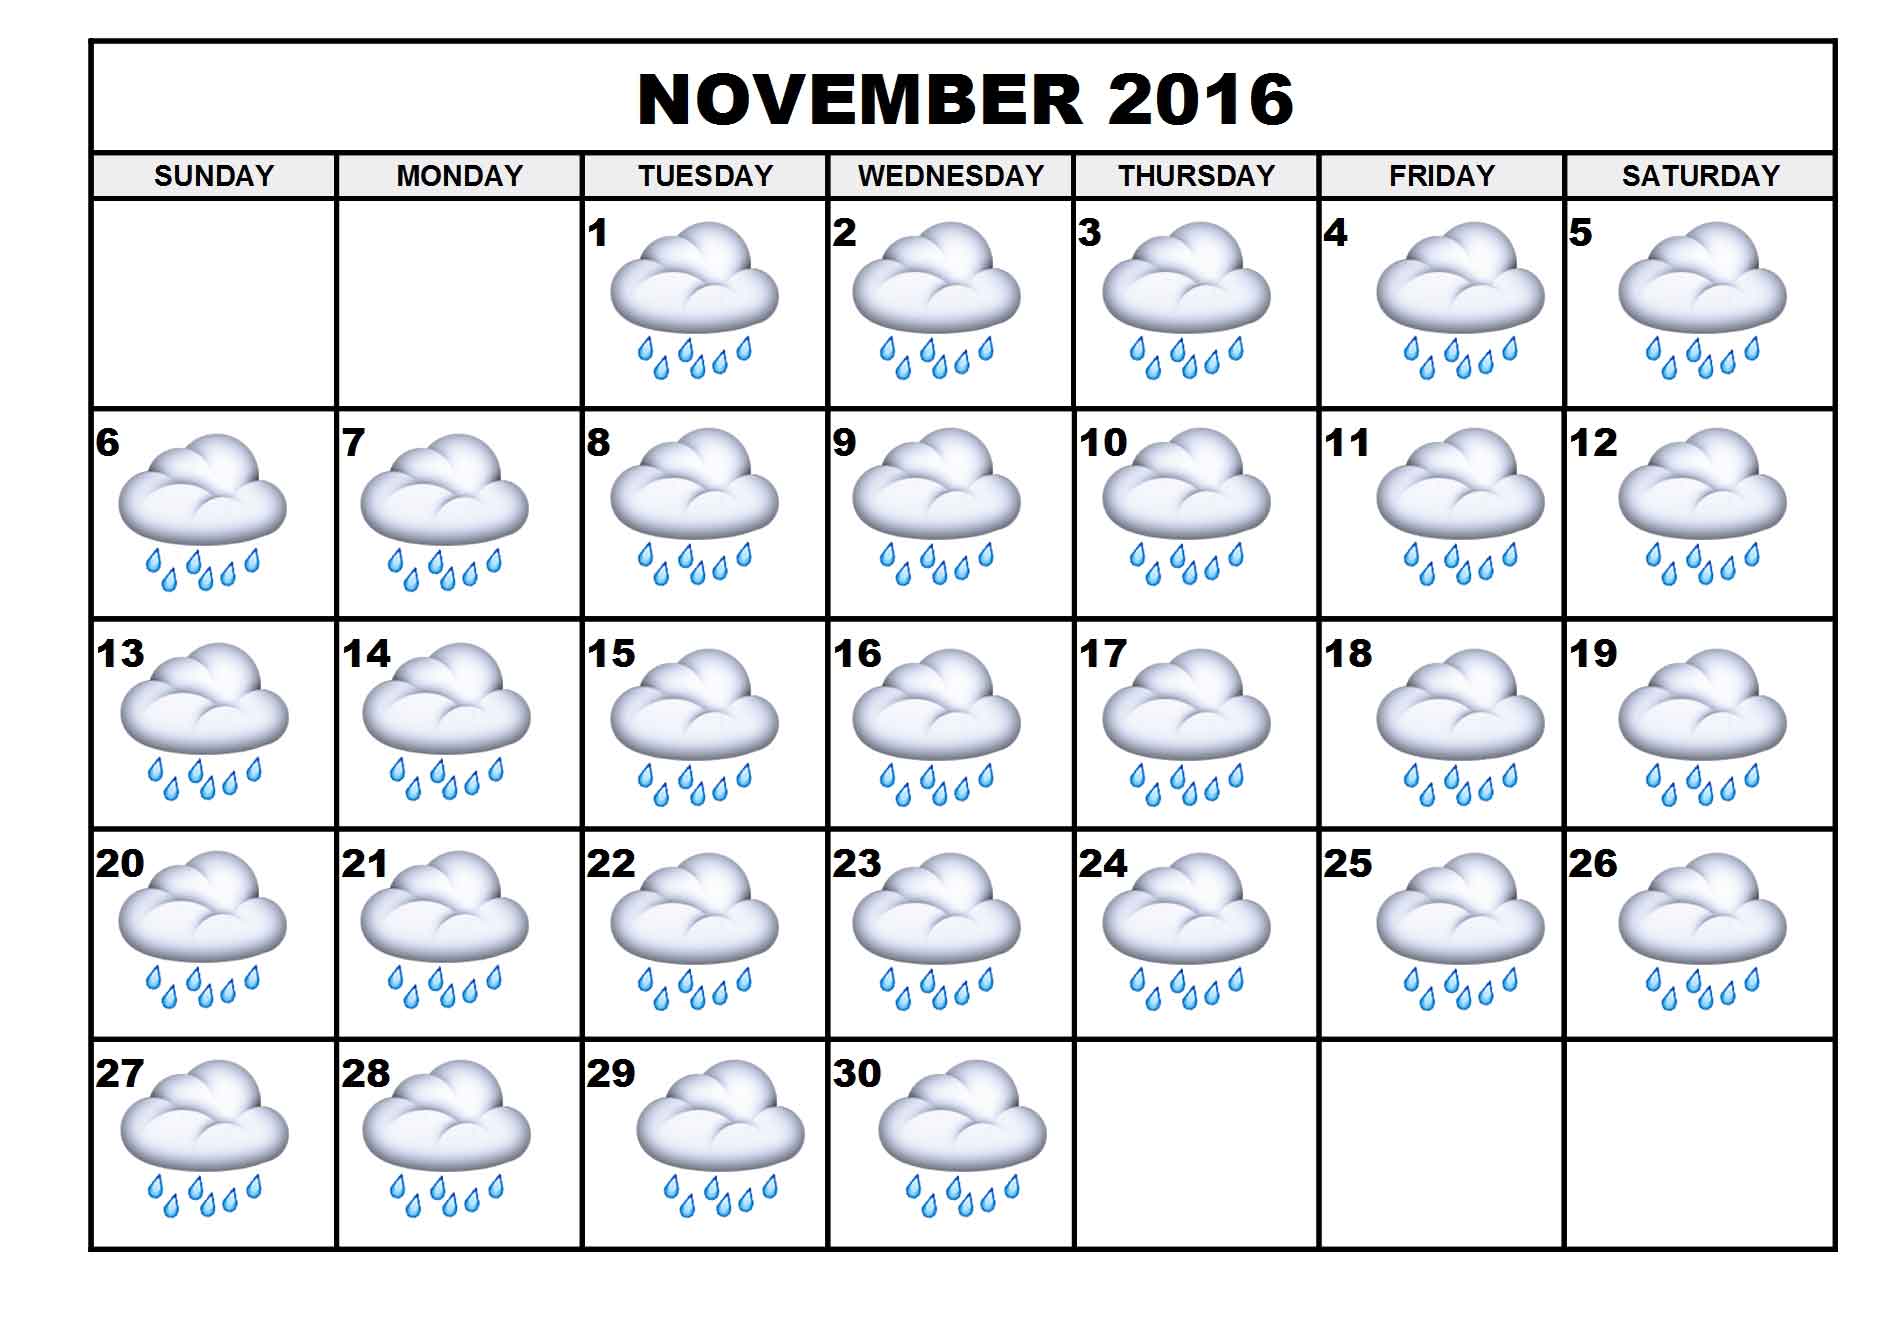 NOVEMBER 2016
SUNDAY MONDAY TUESDAY WEDNESDAY THURSDAY FRIDAY SATURDAY
1 2 3 4 5
6 7 8 9 10 11 12
13 14 15 16 17 18 19
20 21 22 23 24 25 26
27 28 29 30